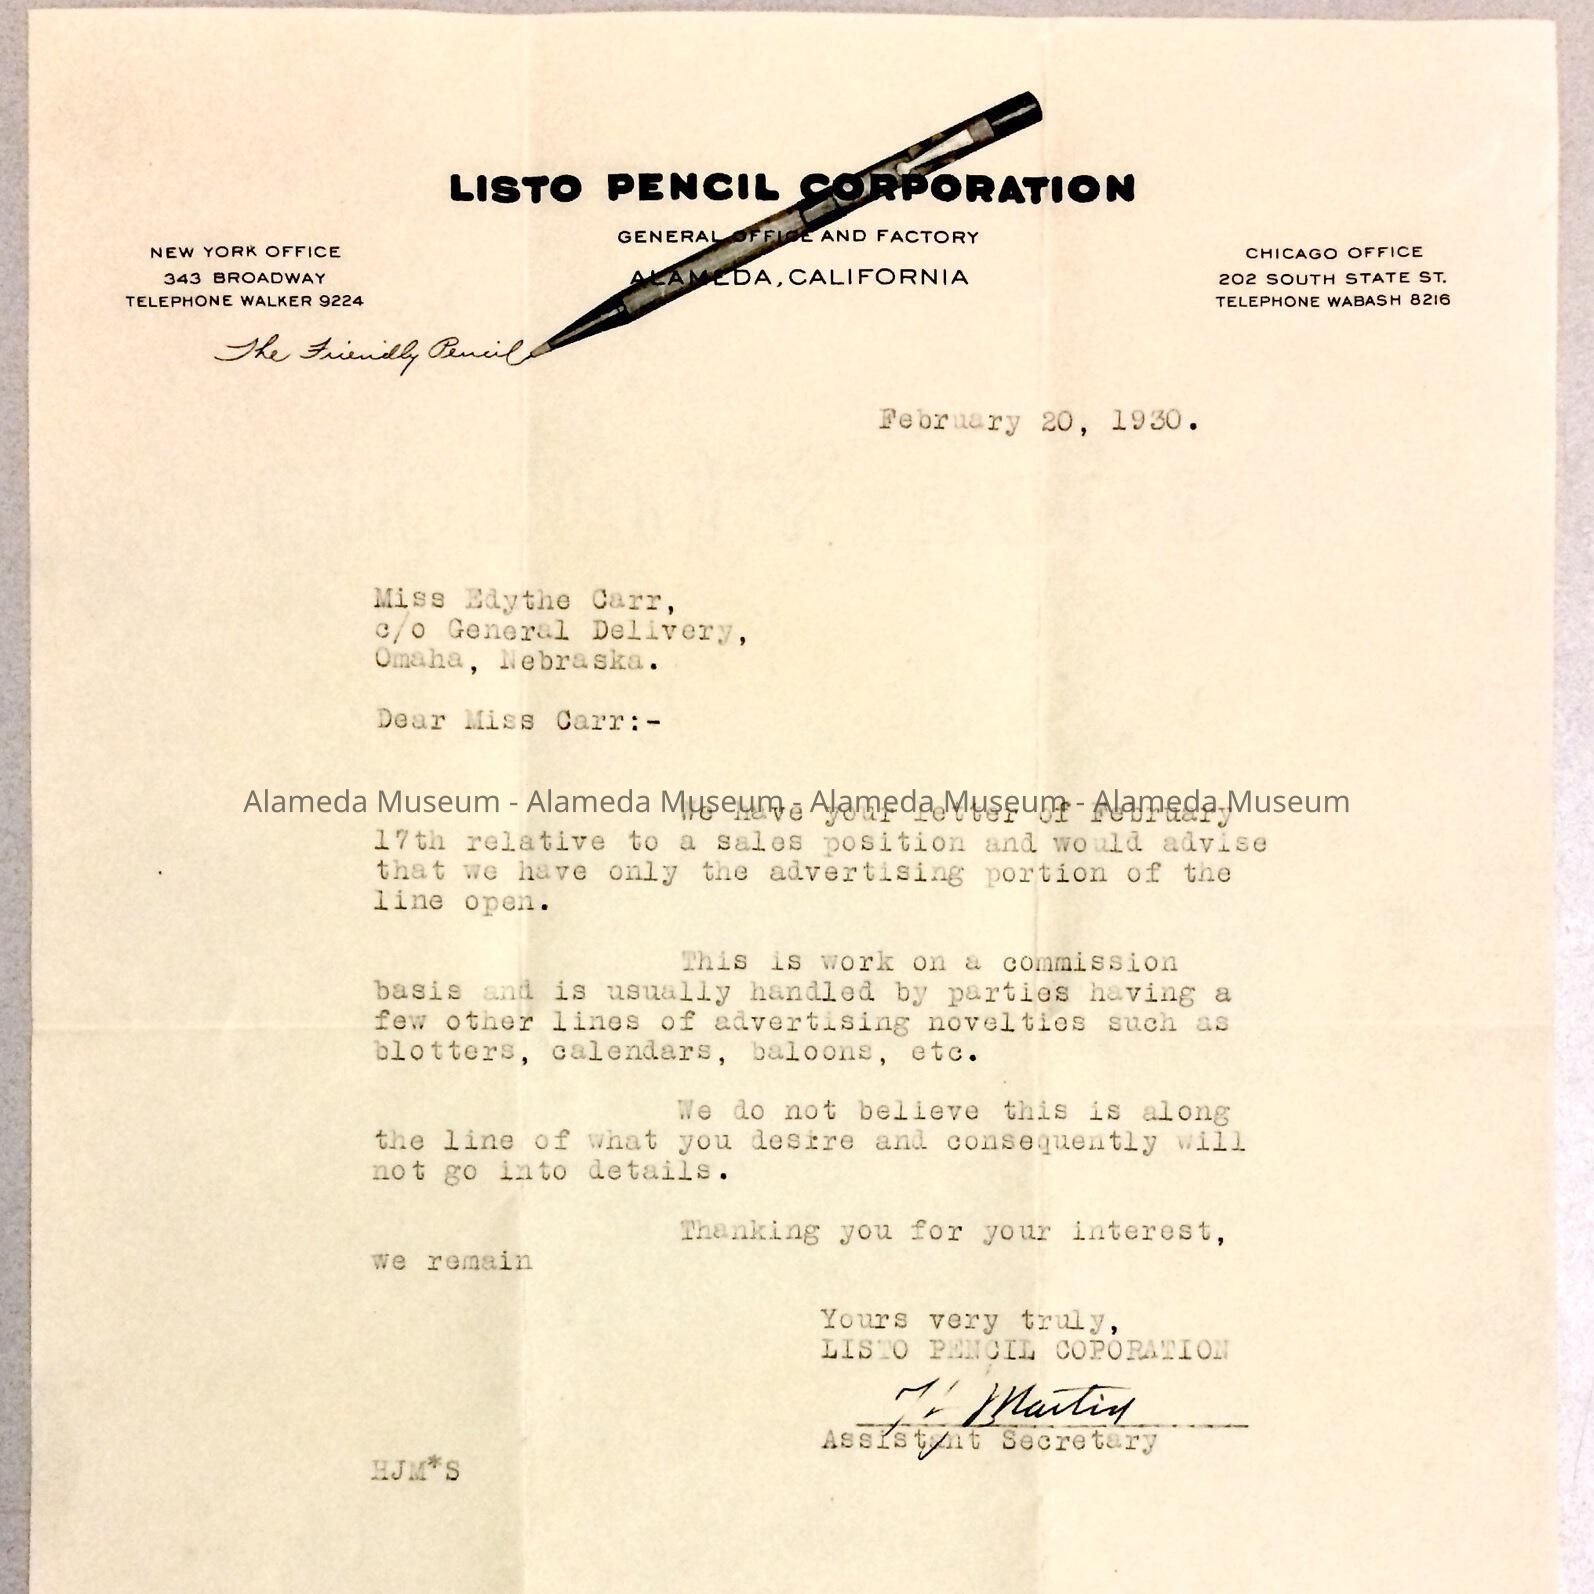 LISTO PENCIL CORPORATION
GENERAL OFFICE AND FACTORY
ALAMEDA, CALIFORNIA
NEW YORK OFFICE
343 BROADWAY
TELEPHONE WALKER 9224
CHICAGO OFFICE
202 SOUTH STATE ST.
TELEPHONE WABASH 8216
The Friendly Pencil
February 20, 1930.
Miss Edythe Carr,
c/o General Delivery,
Omaha, Nebraska.
Dear Miss Carr:-
Alameda Museum - Alameda Museum - Alameda Museum - Alameda Museum
We have your letter of February
17th relative to a sales position and would advise
that we have only the advertising portion of the
line open.
This is work on a commission
basis and is usually handled by parties having a
few other lines of advertising novelties such as
blotters, calendars, baloons, etc.
We do not believe this is along
the line of what you desire and consequently will
not go into details.
Thanking you for your interest,
we remain
Yours very truly,
LISTO PENCIL COPORATION
Martin
Assistant Secretary
HJM*S